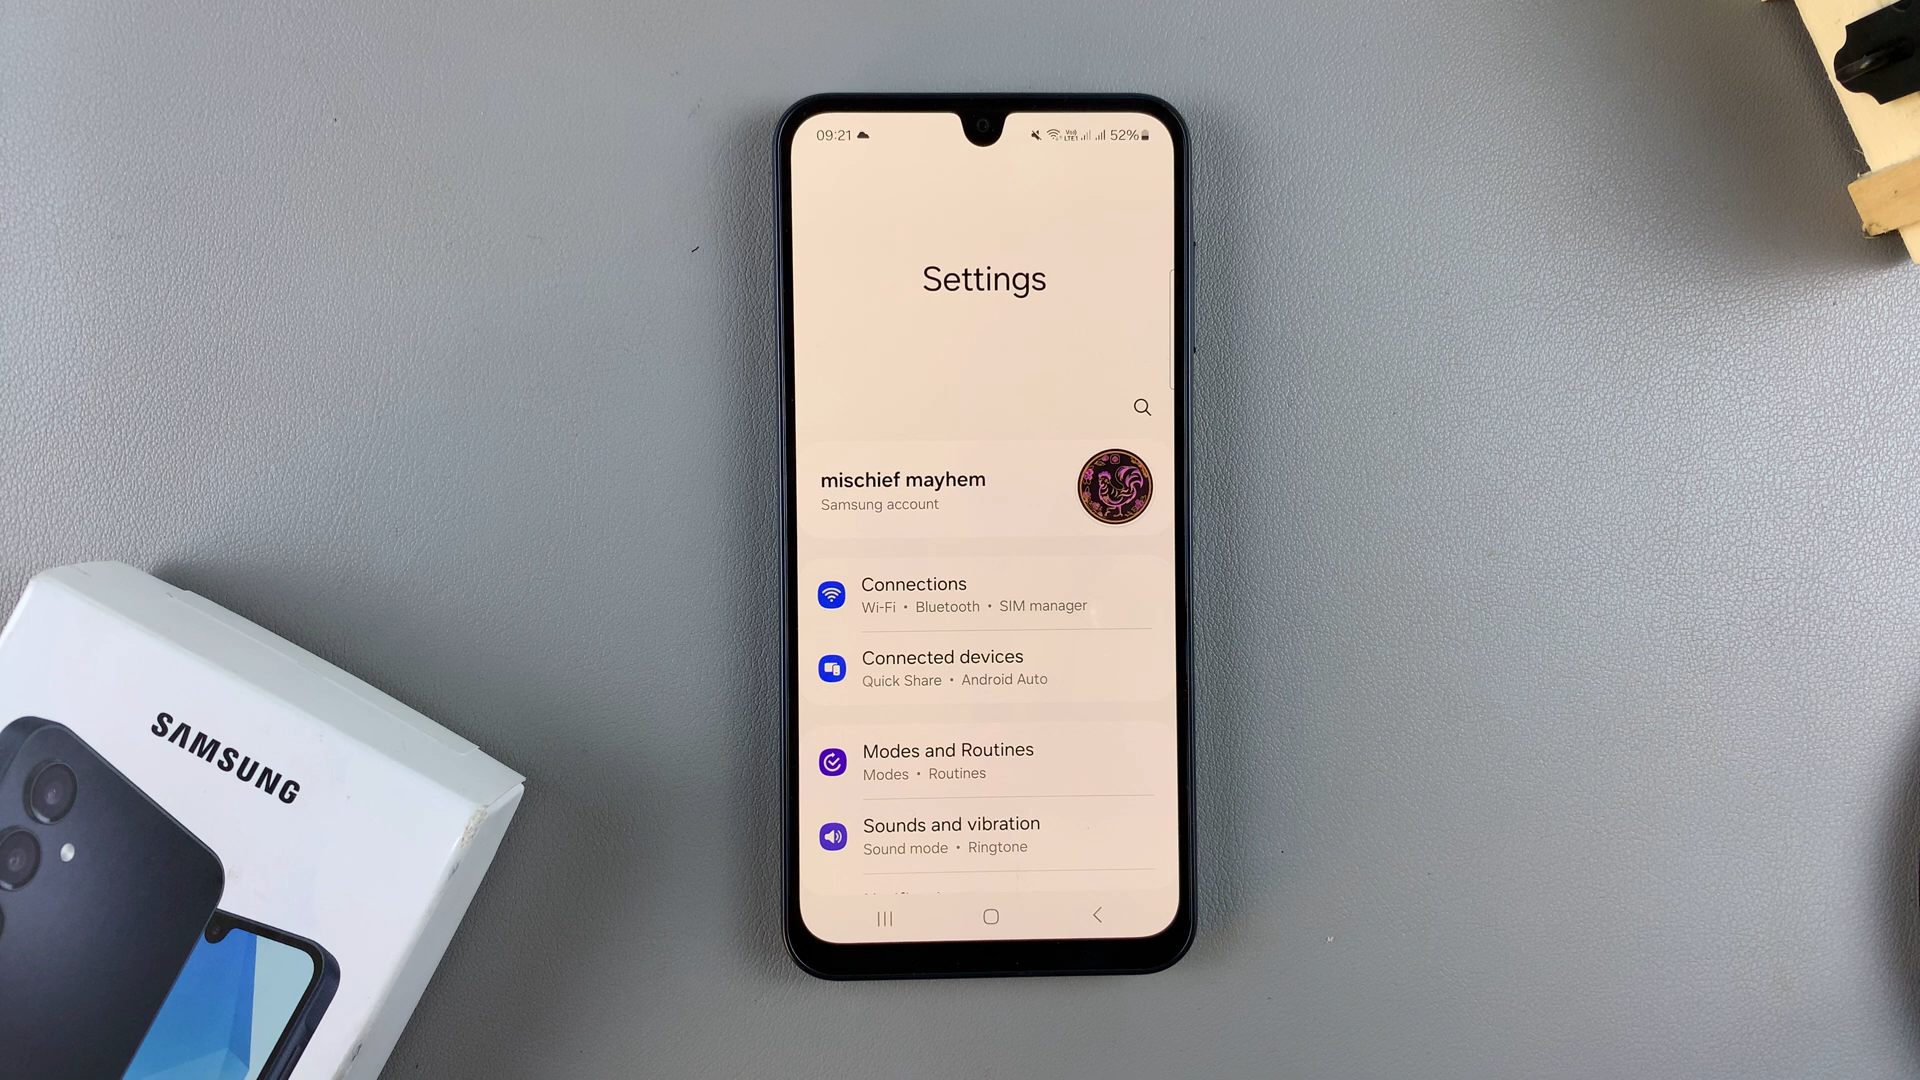 09:21
52%
Settings
mischief mayhem
Samsung account
Connections
Wi-Fi • Bluetooth • SIM manager
Connected devices
Quick Share • Android Auto
Modes and Routines
Modes • Routines
Sounds and vibration
Sound mode • Ringtone
SAMSUNG